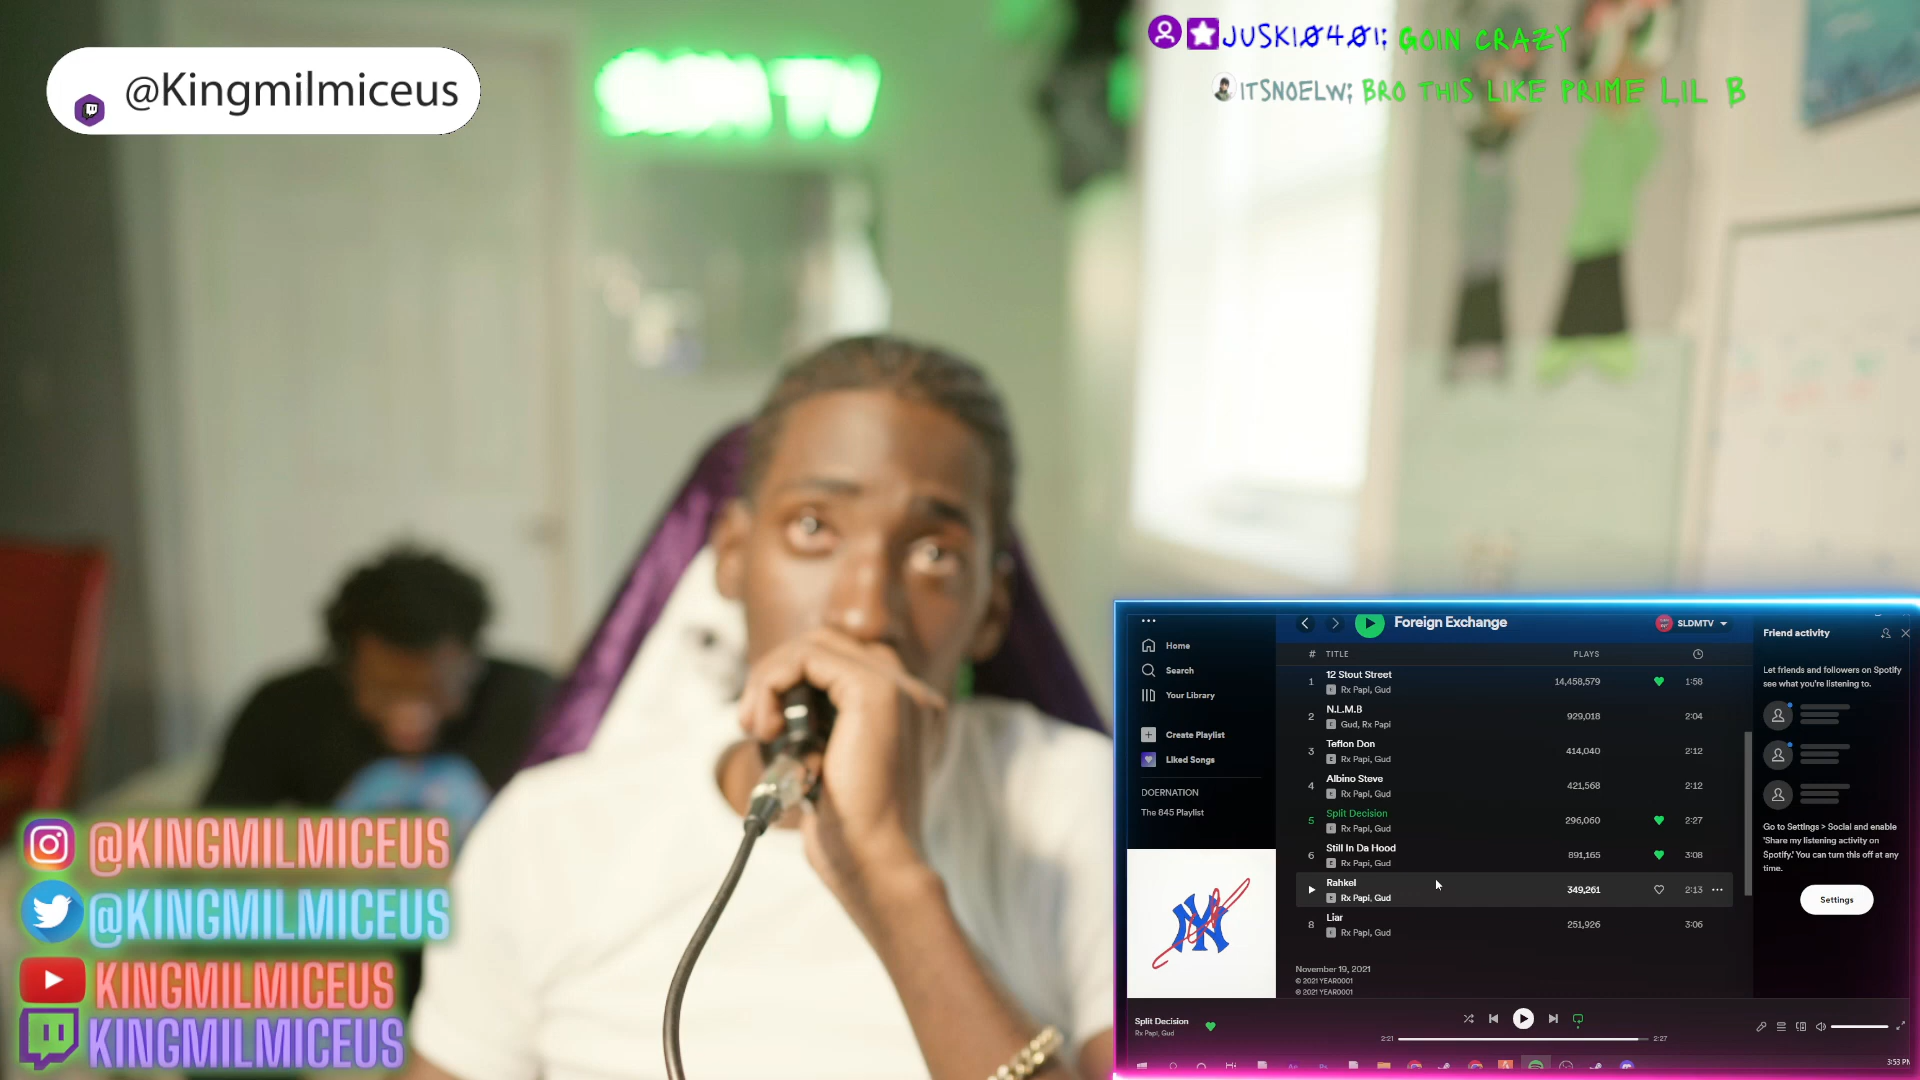 @Kingmilmiceus
JUSKI0401: GOIN CRAZY
ITSNOELW: BRO THIS LIKE PRIME LIL B
TV
@KINGMILMICEUS
@KINGMILMICEUS
KINGMILMICEUS
KINGMILMICEUS
Home
Search
Your Library
Create Playlist
Liked Songs
DOERNATION
The 845 Playlist
Foreign Exchange
SLDMTV
# TITLE PLAYS
1 12 Stout Street 14,458,579 1:58
E Rx Papi, Gud
2 N.L.M.B 929,018 2:04
E Gud, Rx Papi
3 Teflon Don 414,040 2:12
E Rx Papi, Gud
4 Albino Steve 421,568 2:12
E Rx Papi, Gud
5 Split Decision 296,060 2:27
E Rx Papi, Gud
6 Still In Da Hood 891,165 3:08
E Rx Papi, Gud
Rahkel 349,261 2:13
E Rx Papi, Gud
8 Liar 251,926 3:06
E Rx Papi, Gud
November 19, 2021
© 2021 YEAR0001
℗ 2021 YEAR0001
Friend activity
Let friends and followers on Spotify
see what you're listening to.
Go to Settings > Social and enable
'Share my listening activity on
Spotify.' You can turn this off at any
time.
Settings
NY
Split Decision
Rx Papi, Gud
2:21
2:27
3:53 PM